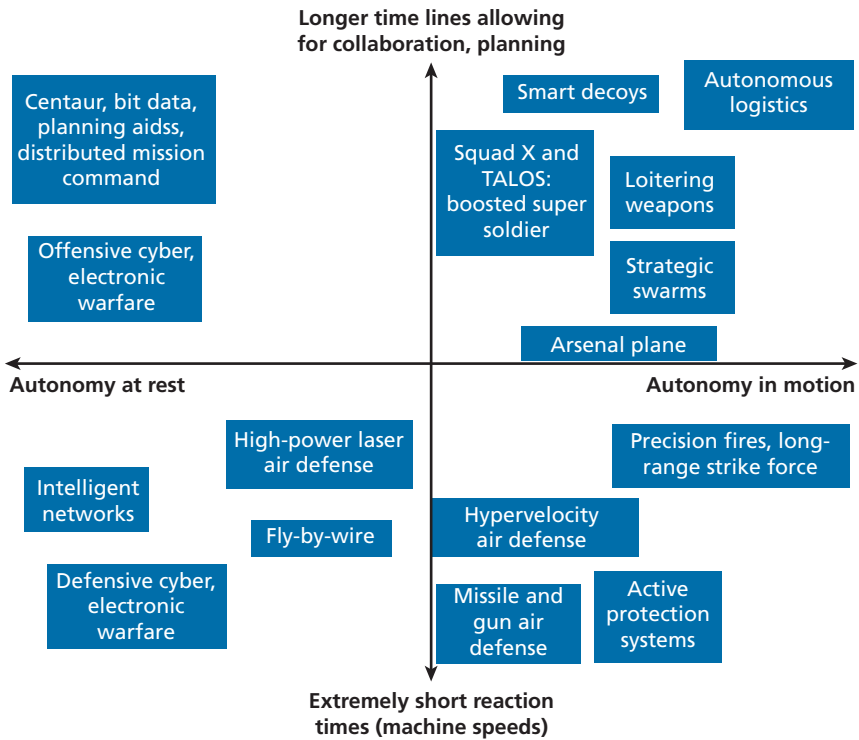 Longer time lines allowing
for collaboration, planning
Centaur, bit data,
planning aidss,
distributed mission
command
Offensive cyber,
electronic
warfare
Smart decoys
Autonomous
logistics
Squad X and
TALOS:
boosted super
soldier
Loitering
weapons
Strategic
swarms
Arsenal plane
Autonomy at rest
Autonomy in motion
High-power laser
air defense
Intelligent
networks
Fly-by-wire
Defensive cyber,
electronic
warfare
Precision fires, long-
range strike force
Hypervelocity
air defense
Missile and
gun air
defense
Active
protection
systems
Extremely short reaction
times (machine speeds)